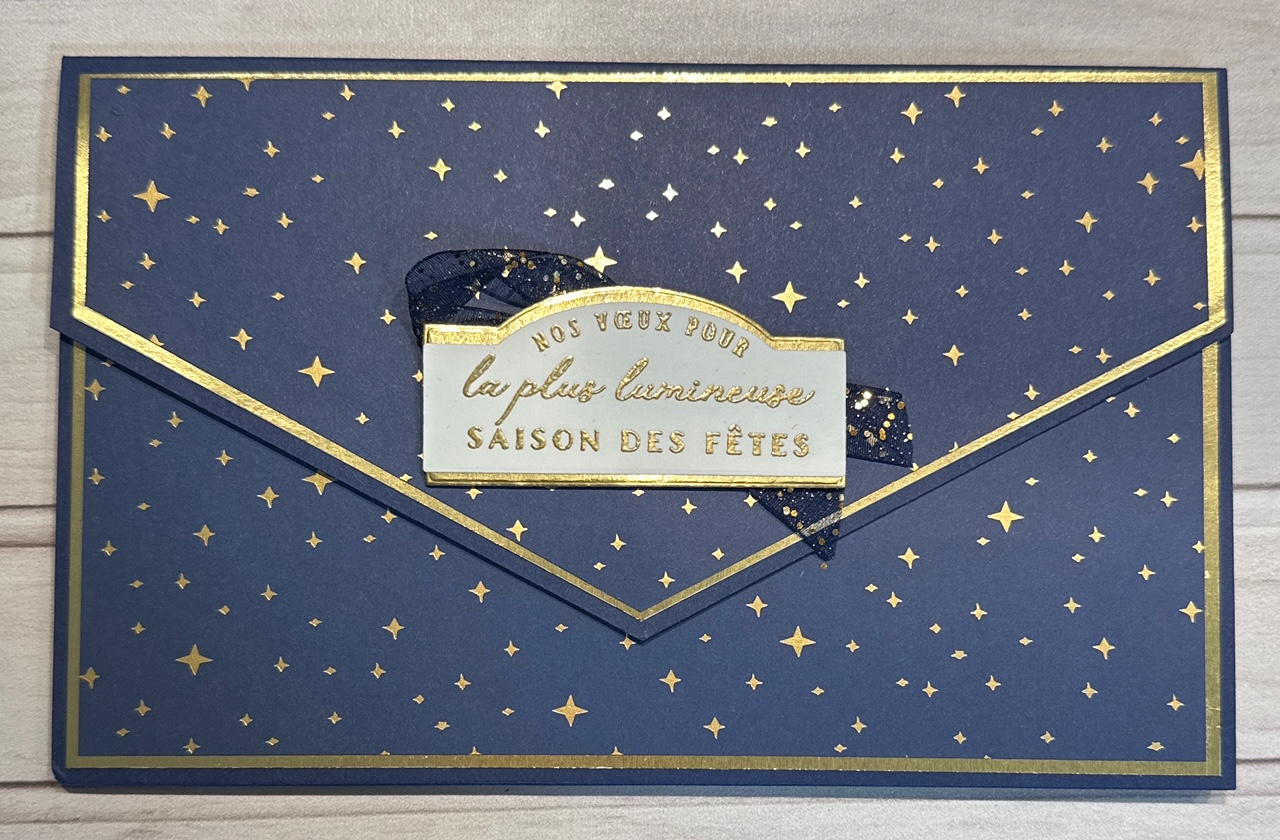 NOS VŒUX POUR
la plus lumineuse
SAISON DES FÊTES